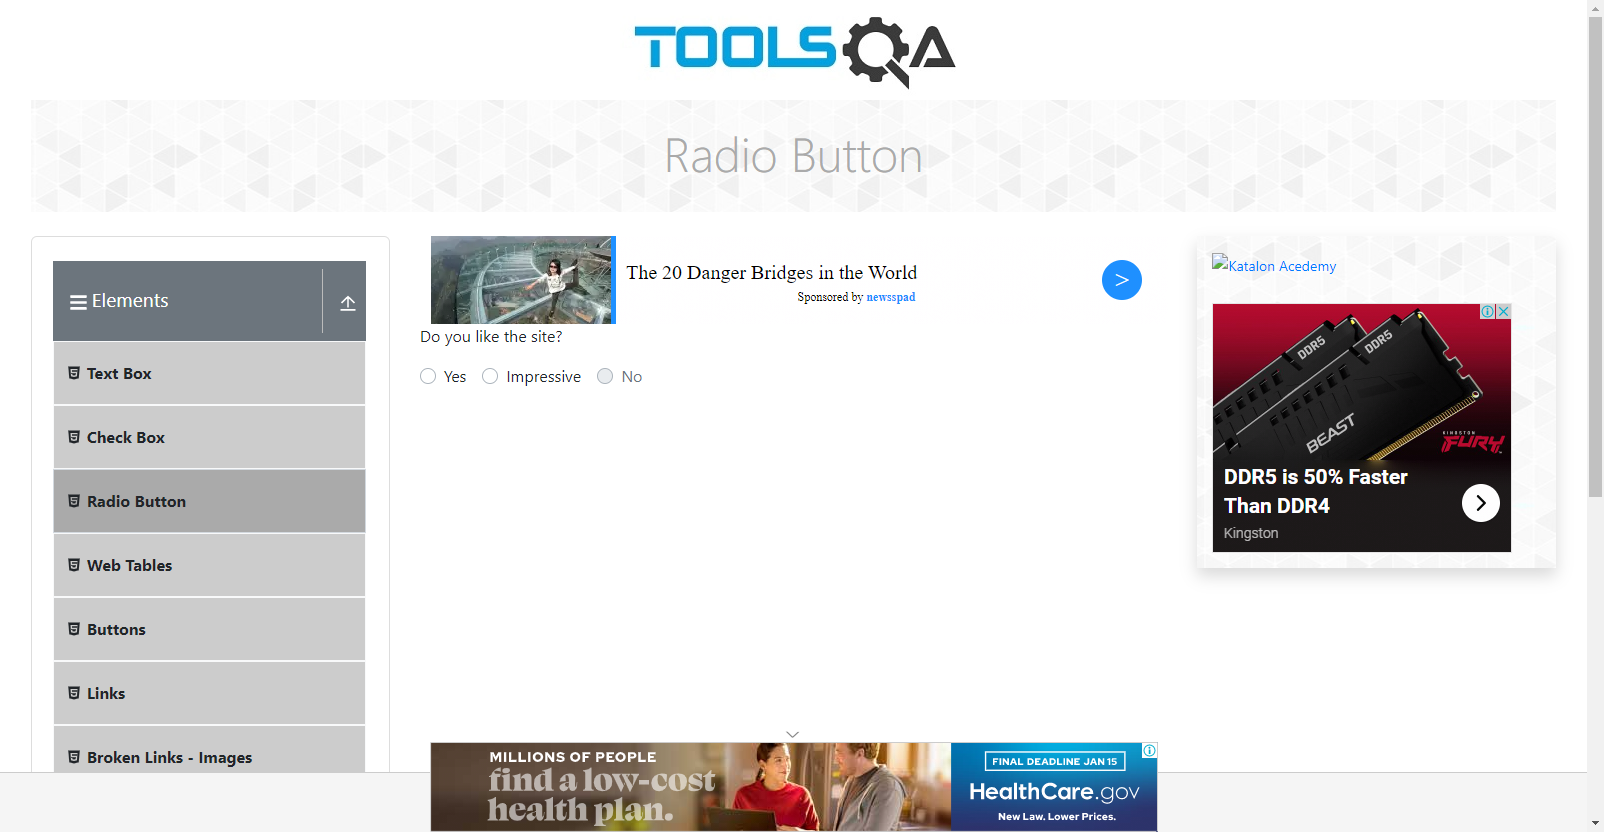 TOOLSQA
Radio Button
Elements
Text Box
Check Box
Radio Button
Web Tables
Buttons
Links
Broken Links - Images
The 20 Danger Bridges in the World
Sponsored by newsspad
>
Do you like the site?
Yes Impressive No
Katalon Acedemy
DDR5
DDR5
BEAST
KINGSTON
FURY
DDR5 is 50% Faster
Than DDR4
Kingston
MILLIONS OF PEOPLE
find a low-cost
health plan.
FINAL DEADLINE JAN 15
HealthCare.gov
New Law. Lower Prices.